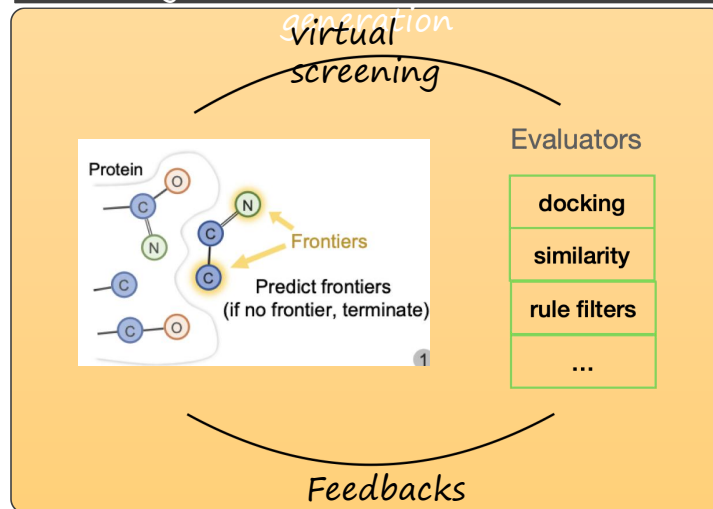 generation
virtual
screening
Evaluators
docking
similarity
rule filters
...
Protein
O
C
N
N
C
C
Frontiers
C
Predict frontiers
(if no frontier, terminate)
C
O
1
Feedbacks